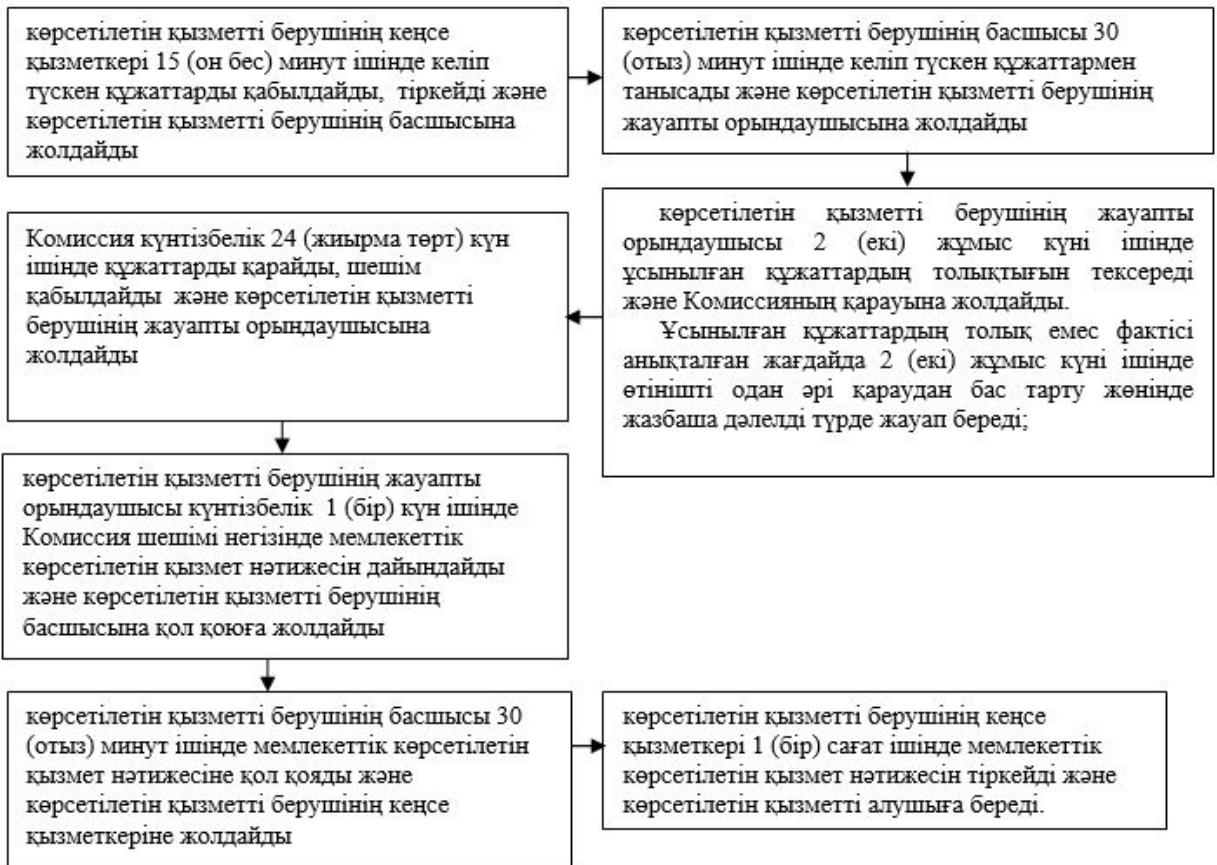 көрсетілетін қызметті берушінің кеңсе
қызметкері 15 (он бес) минут ішінде келіп
түскен құжаттарды қабылдайды, тіркейді және
көрсетілетін қызметті берушінің басшысына
жолдайды
көрсетілетін қызметті берушінің басшысы 30
(отыз) минут ішінде келіп түскен құжаттармен
танысады және көрсетілетін қызметті берушінің
жауапты орындаушысына жолдайды
көрсетілетін қызметті берушінің жауапты
орындаушысы 2 (екі) жұмыс күні ішінде
ұсынылған құжаттардың толықтығын тексереді
және Комиссияның қарауына жолдайды.
Ұсынылған құжаттардың толық емес фактісі
анықталған жағдайда 2 (екі) жұмыс күні ішінде
өтінішті одан әрі қараудан бас тарту жөнінде
жазбаша дәлелді түрде жауап береді;
Комиссия күнтізбелік 24 (жиырма төрт) күн
ішінде құжаттарды қарайды, шешім
қабылдайды және көрсетілетін қызметті
берушінің жауапты орындаушысына
жолдайды
көрсетілетін қызметті берушінің жауапты
орындаушысы күнтізбелік 1 (бір) күн ішінде
Комиссия шешімі негізінде мемлекеттік
көрсетілетін қызмет нәтижесін дайындайды
және көрсетілетін қызметті берушінің
басшысына қол қоюға жолдайды
көрсетілетін қызметті берушінің басшысы 30
(отыз) минут ішінде мемлекеттік көрсетілетін
қызмет нәтижесіне қол қояды және
көрсетілетін қызметті берушінің кеңсе
қызметкеріне жолдайды
көрсетілетін қызметті берушінің кеңсе
қызметкері 1 (бір) сағат ішінде мемлекеттік
көрсетілетін қызмет нәтижесін тіркейді және
көрсетілетін қызметті алушыға береді.